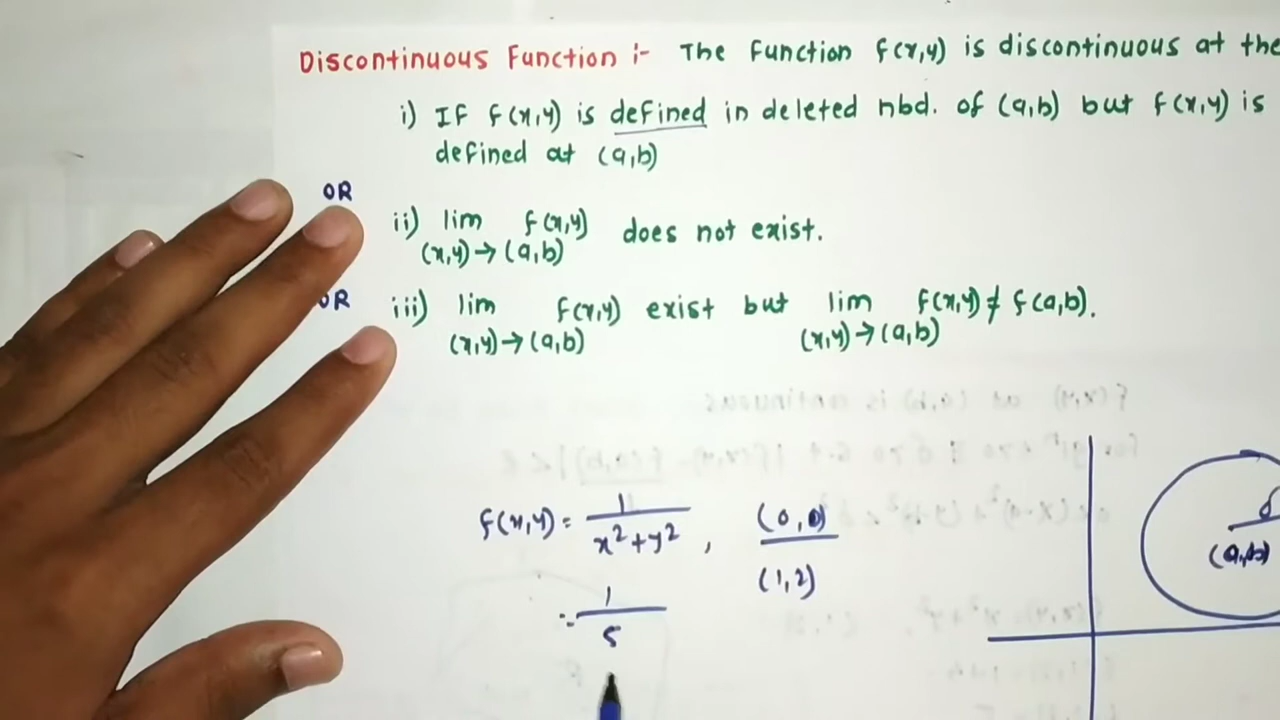 Discontinuous Function :- The function f(x,y) is discontinuous at the
i) If f(x,y) is defined in deleted nbd. of (a,b) but f(x,y) is
defined at (a,b)
OR
ii) lim f(x,y) does not exist.
(x,y)→(a,b)
OR iii) lim f(x,y) exist but lim f(x,y) ≠ f(a,b).
(x,y)→(a,b) (x,y)→(a,b)
f(x,y) = 1/(x²+y²) , (0,0)
(1,2)
= 1/5
δ
(a,b)